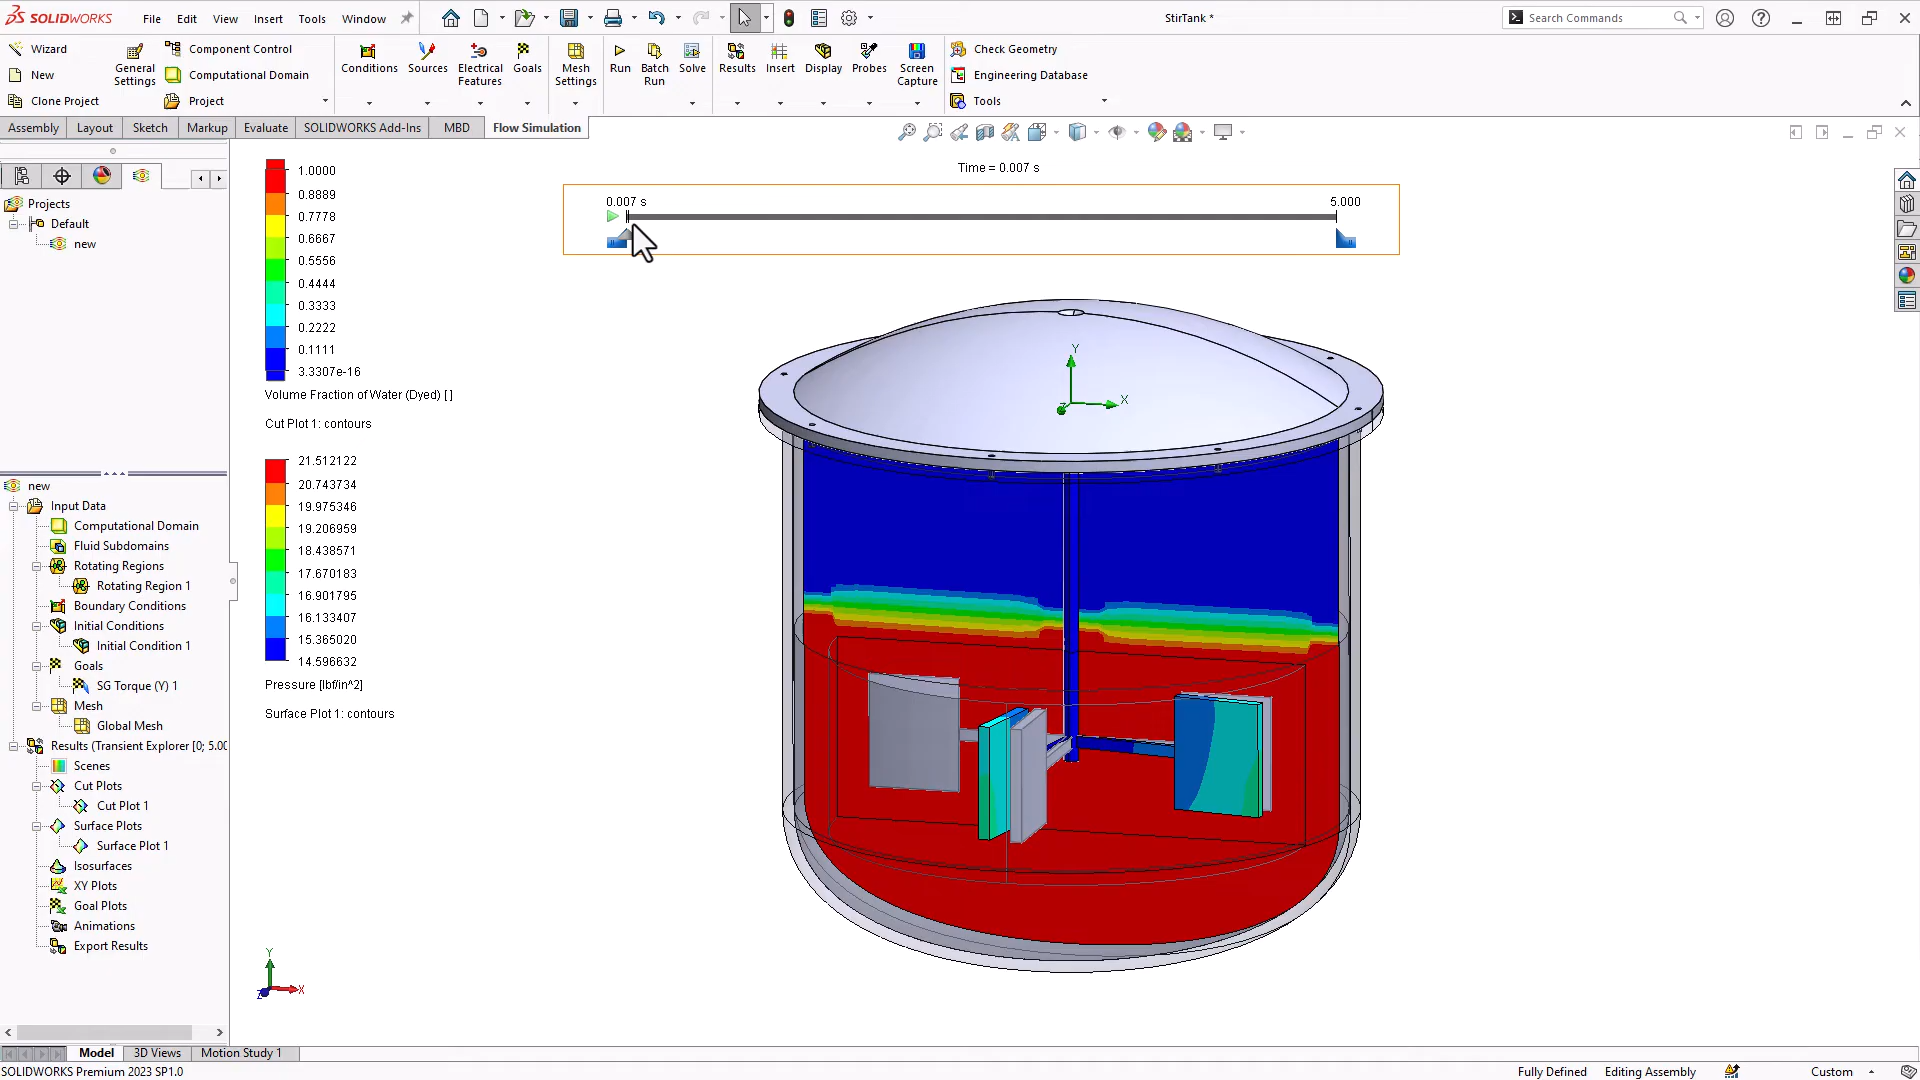 SOLIDWORKS File Edit View Insert Tools Window StirTank * Search Commands
Wizard
New
Clone Project
General Settings
Component Control
Computational Domain
Project
Conditions
Sources
Electrical Features
Goals
Mesh Settings
Run
Batch Run
Solve
Results
Insert
Display
Probes
Screen Capture
Check Geometry
Engineering Database
Tools
Assembly Layout Sketch Markup Evaluate SOLIDWORKS Add-Ins MBD Flow Simulation
Projects
Default
new
new
Input Data
Computational Domain
Fluid Subdomains
Rotating Regions
Rotating Region 1
Boundary Conditions
Initial Conditions
Initial Condition 1
Goals
SG Torque (Y) 1
Mesh
Global Mesh
Results (Transient Explorer [0; 5.00
Scenes
Cut Plots
Cut Plot 1
Surface Plots
Surface Plot 1
Isosurfaces
XY Plots
Goal Plots
Animations
Export Results
1.0000
0.8889
0.7778
0.6667
0.5556
0.4444
0.3333
0.2222
0.1111
3.3307e-16
Volume Fraction of Water (Dyed) [ ]
Cut Plot 1: contours
21.512122
20.743734
19.975346
19.206959
18.438571
17.670183
16.901795
16.133407
15.365020
14.596632
Pressure [lbf/in^2]
Surface Plot 1: contours
Time = 0.007 s
0.007 s 5.000
Y
X
Y
X
Z
Model 3D Views Motion Study 1
SOLIDWORKS Premium 2023 SP1.0 Fully Defined Editing Assembly Custom